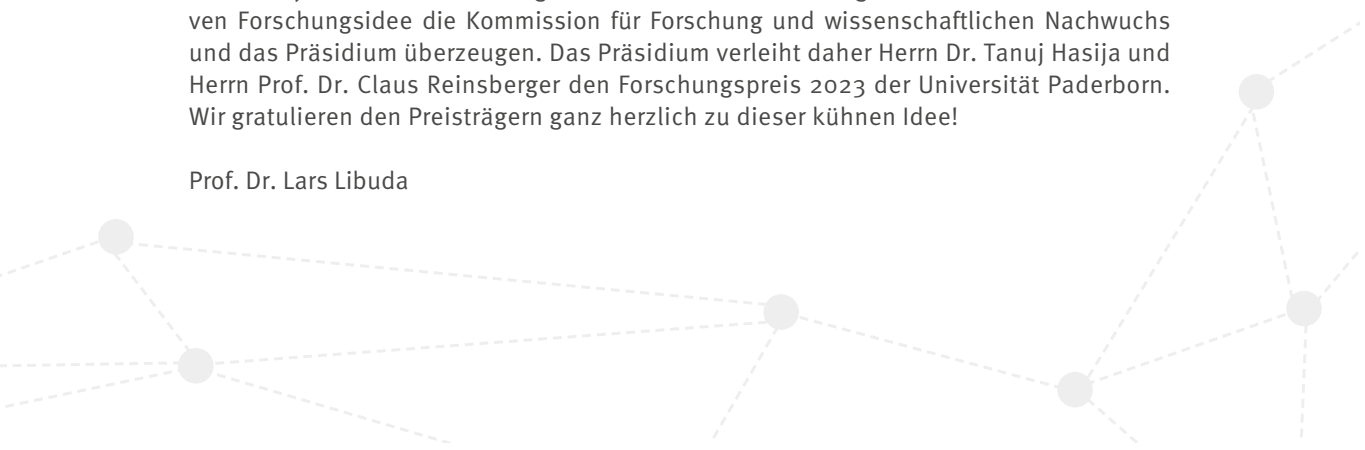 ven Forschungsidee die Kommission für Forschung und wissenschaftlichen Nachwuchs
und das Präsidium überzeugen. Das Präsidium verleiht daher Herrn Dr. Tanuj Hasija und
Herrn Prof. Dr. Claus Reinsberger den Forschungspreis 2023 der Universität Paderborn.
Wir gratulieren den Preisträgern ganz herzlich zu dieser kühnen Idee!
Prof. Dr. Lars Libuda